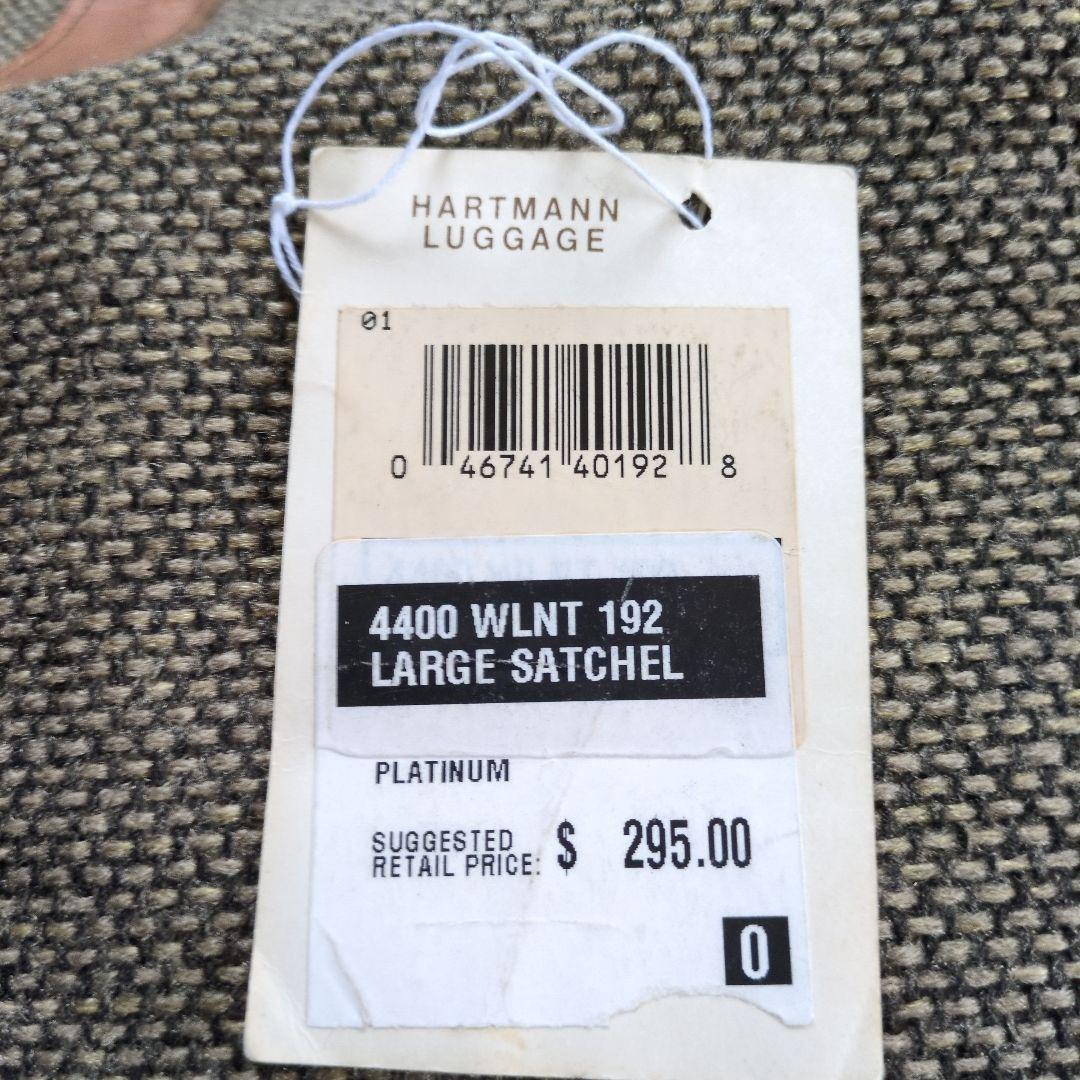 HARTMANN
LUGGAGE
01
0 46741 40192 8
4400 WLNT 192
LARGE SATCHEL
PLATINUM
SUGGESTED
RETAIL PRICE: $ 295.00
0